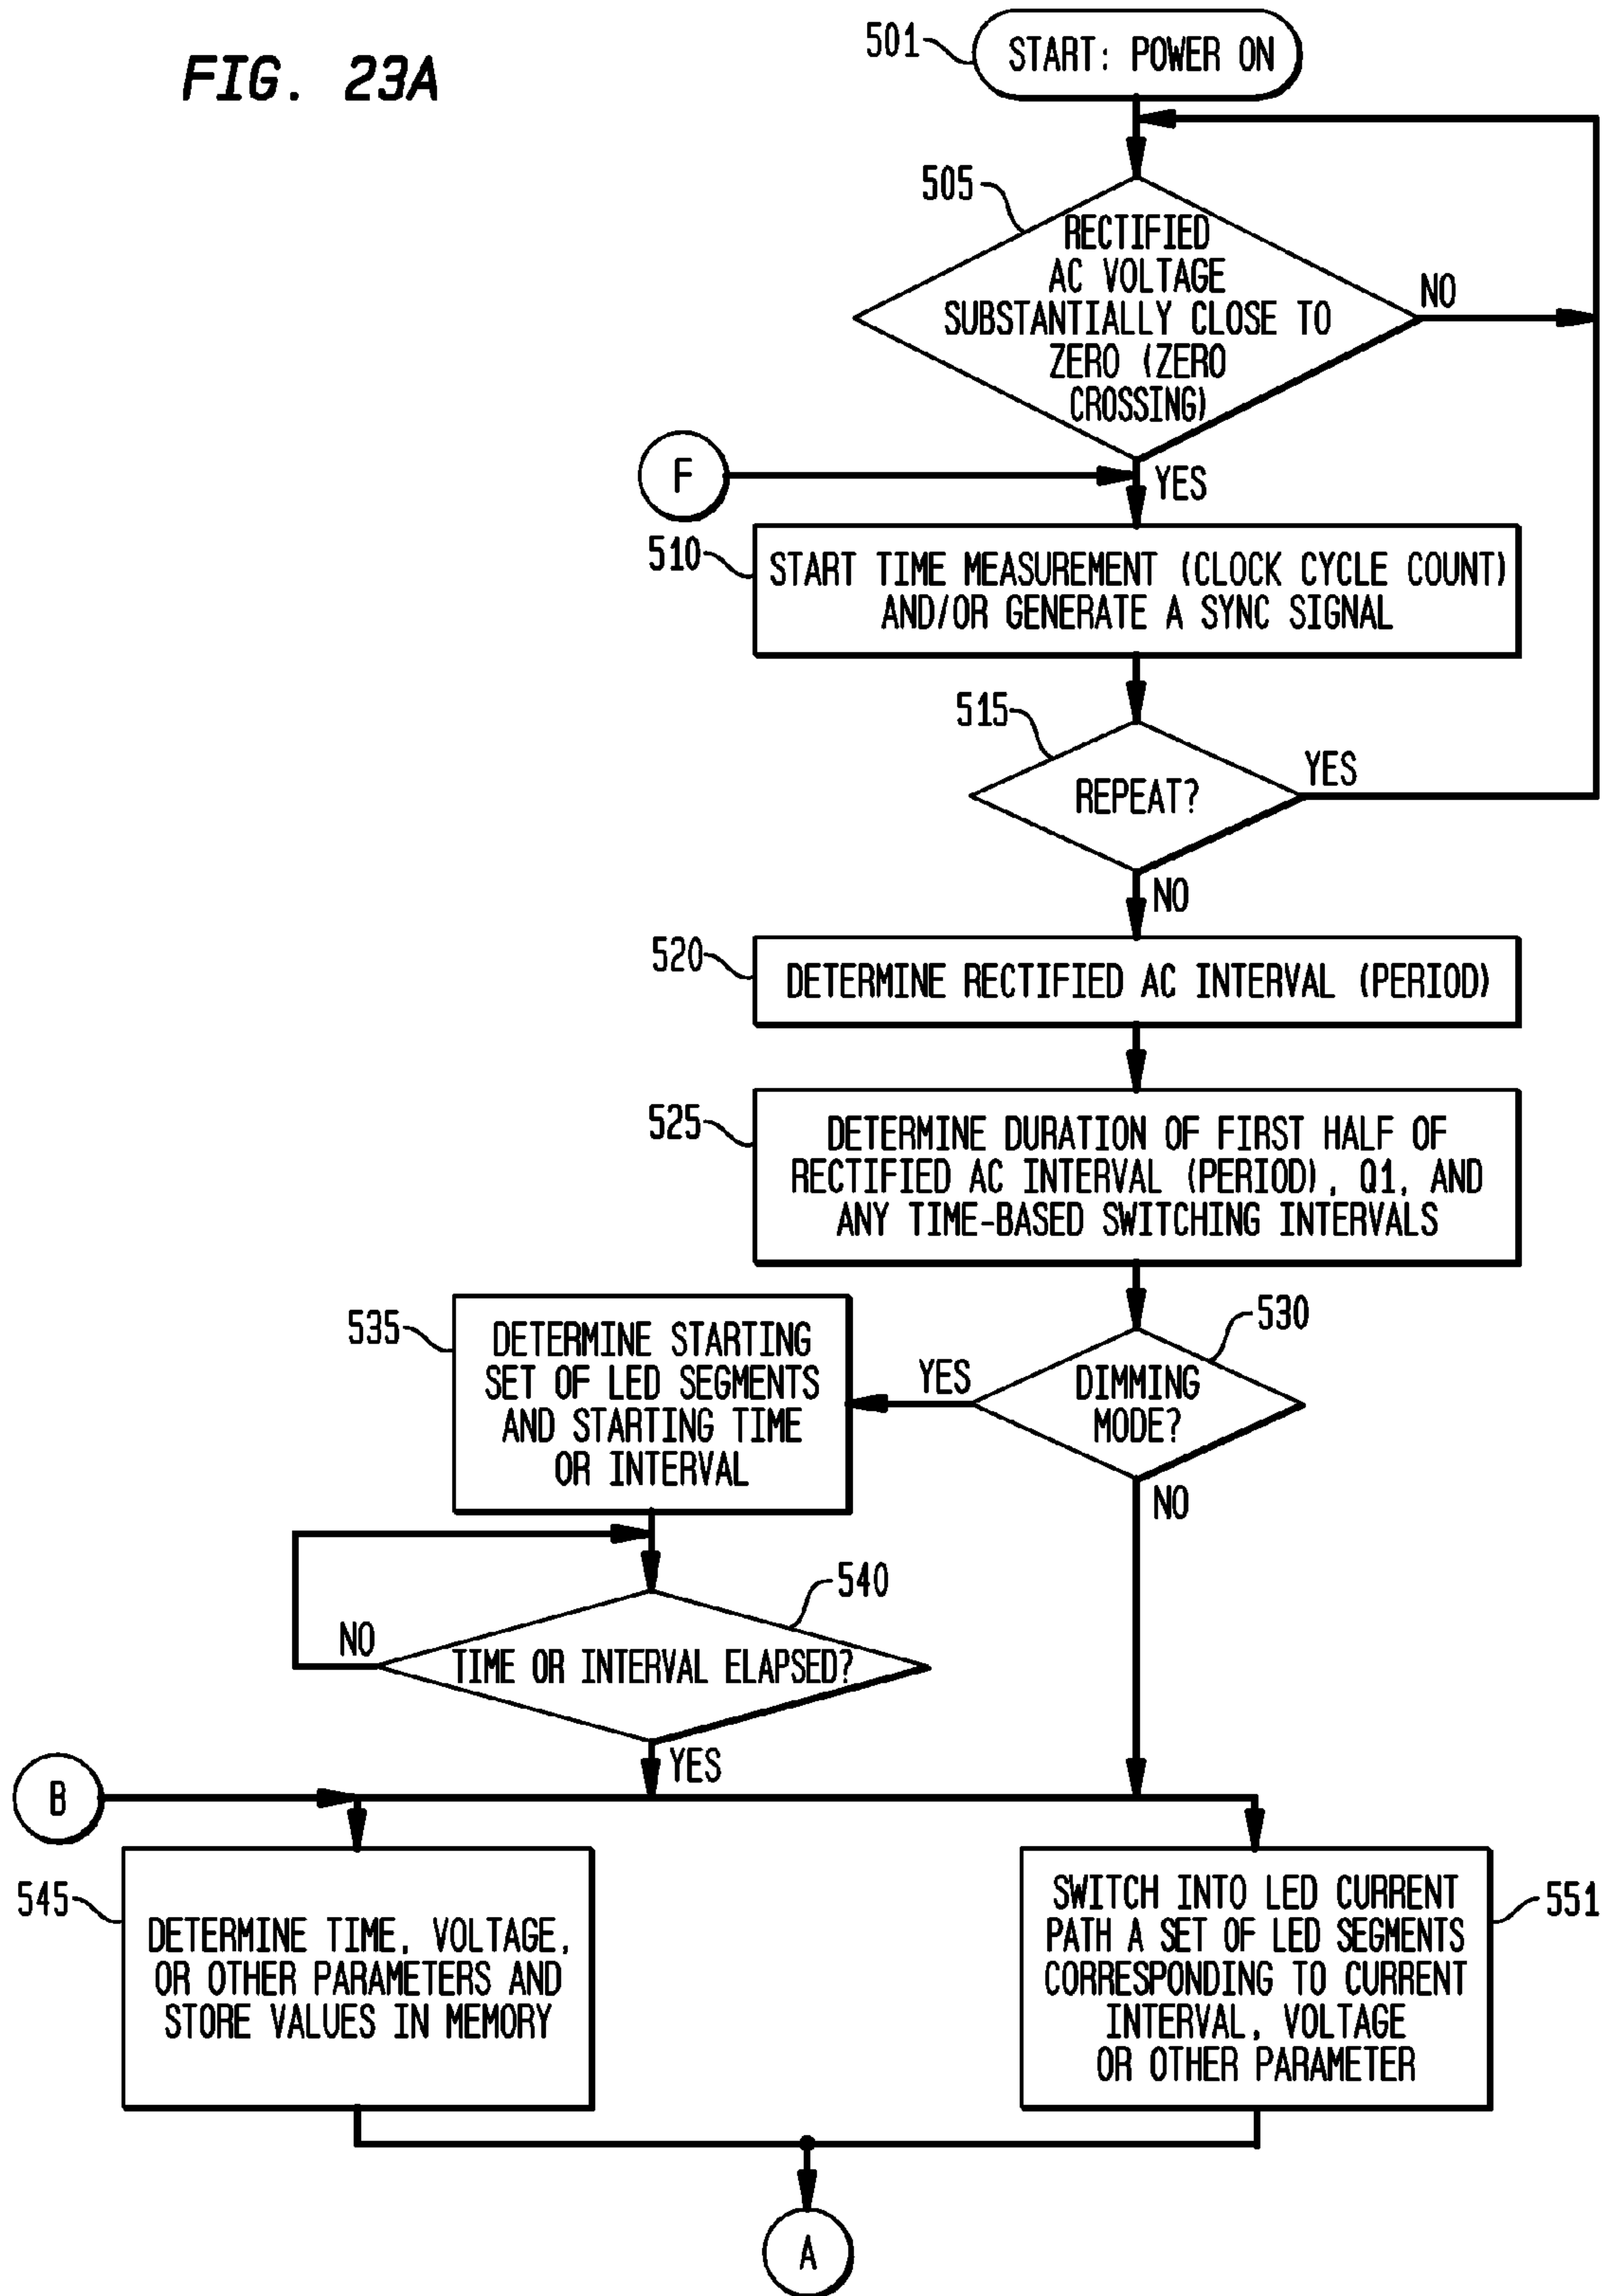 FIG. 23A
501
START: POWER ON
505
RECTIFIED
AC VOLTAGE
SUBSTANTIALLY CLOSE TO
ZERO (ZERO
CROSSING)
NO
F
YES
510
START TIME MEASUREMENT (CLOCK CYCLE COUNT)
AND/OR GENERATE A SYNC SIGNAL
515
REPEAT?
YES
NO
520
DETERMINE RECTIFIED AC INTERVAL (PERIOD)
525
DETERMINE DURATION OF FIRST HALF OF
RECTIFIED AC INTERVAL (PERIOD), Q1, AND
ANY TIME-BASED SWITCHING INTERVALS
530
DIMMING
MODE?
YES
NO
535
DETERMINE STARTING
SET OF LED SEGMENTS
AND STARTING TIME
OR INTERVAL
540
TIME OR INTERVAL ELAPSED?
NO
YES
B
545
DETERMINE TIME, VOLTAGE,
OR OTHER PARAMETERS AND
STORE VALUES IN MEMORY
551
SWITCH INTO LED CURRENT
PATH A SET OF LED SEGMENTS
CORRESPONDING TO CURRENT
INTERVAL, VOLTAGE
OR OTHER PARAMETER
A